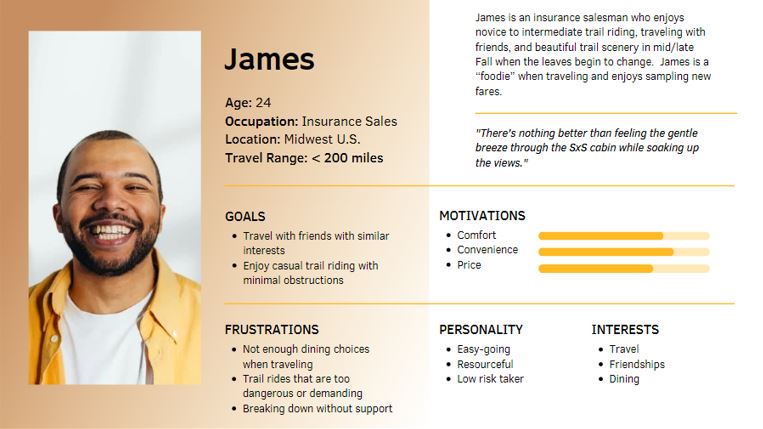 James
Age: 24
Occupation: Insurance Sales
Location: Midwest U.S.
Travel Range: < 200 miles
James is an insurance salesman who enjoys
novice to intermediate trail riding, traveling with
friends, and beautiful trail scenery in mid/late
Fall when the leaves begin to change.  James is a
“foodie” when traveling and enjoys sampling new
fares.
"There's nothing better than feeling the gentle
breeze through the SxS cabin while soaking up
the views."
GOALS
• Travel with friends with similar
interests
• Enjoy casual trail riding with
minimal obstructions
MOTIVATIONS
• Comfort
• Convenience
• Price
FRUSTRATIONS
• Not enough dining choices
when traveling
• Trail rides that are too
dangerous or demanding
• Breaking down without support
PERSONALITY
• Easy-going
• Resourceful
• Low risk taker
INTERESTS
• Travel
• Friendships
• Dining